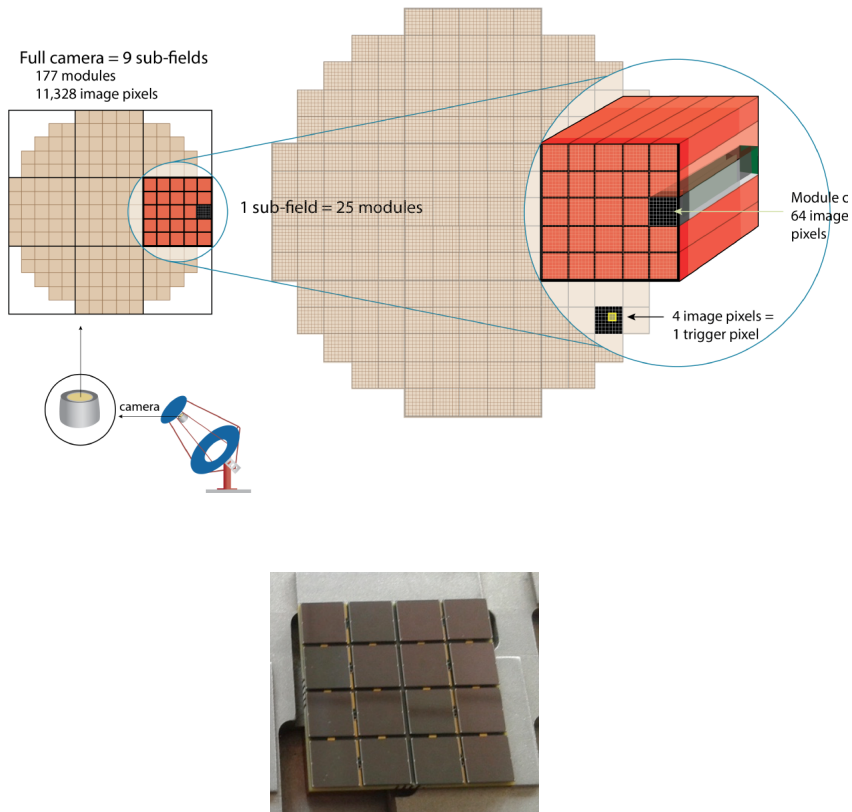 Full camera = 9 sub-fields
177 modules
11,328 image pixels
1 sub-field = 25 modules
Module
64 image
pixels
4 image pixels =
1 trigger pixel
camera